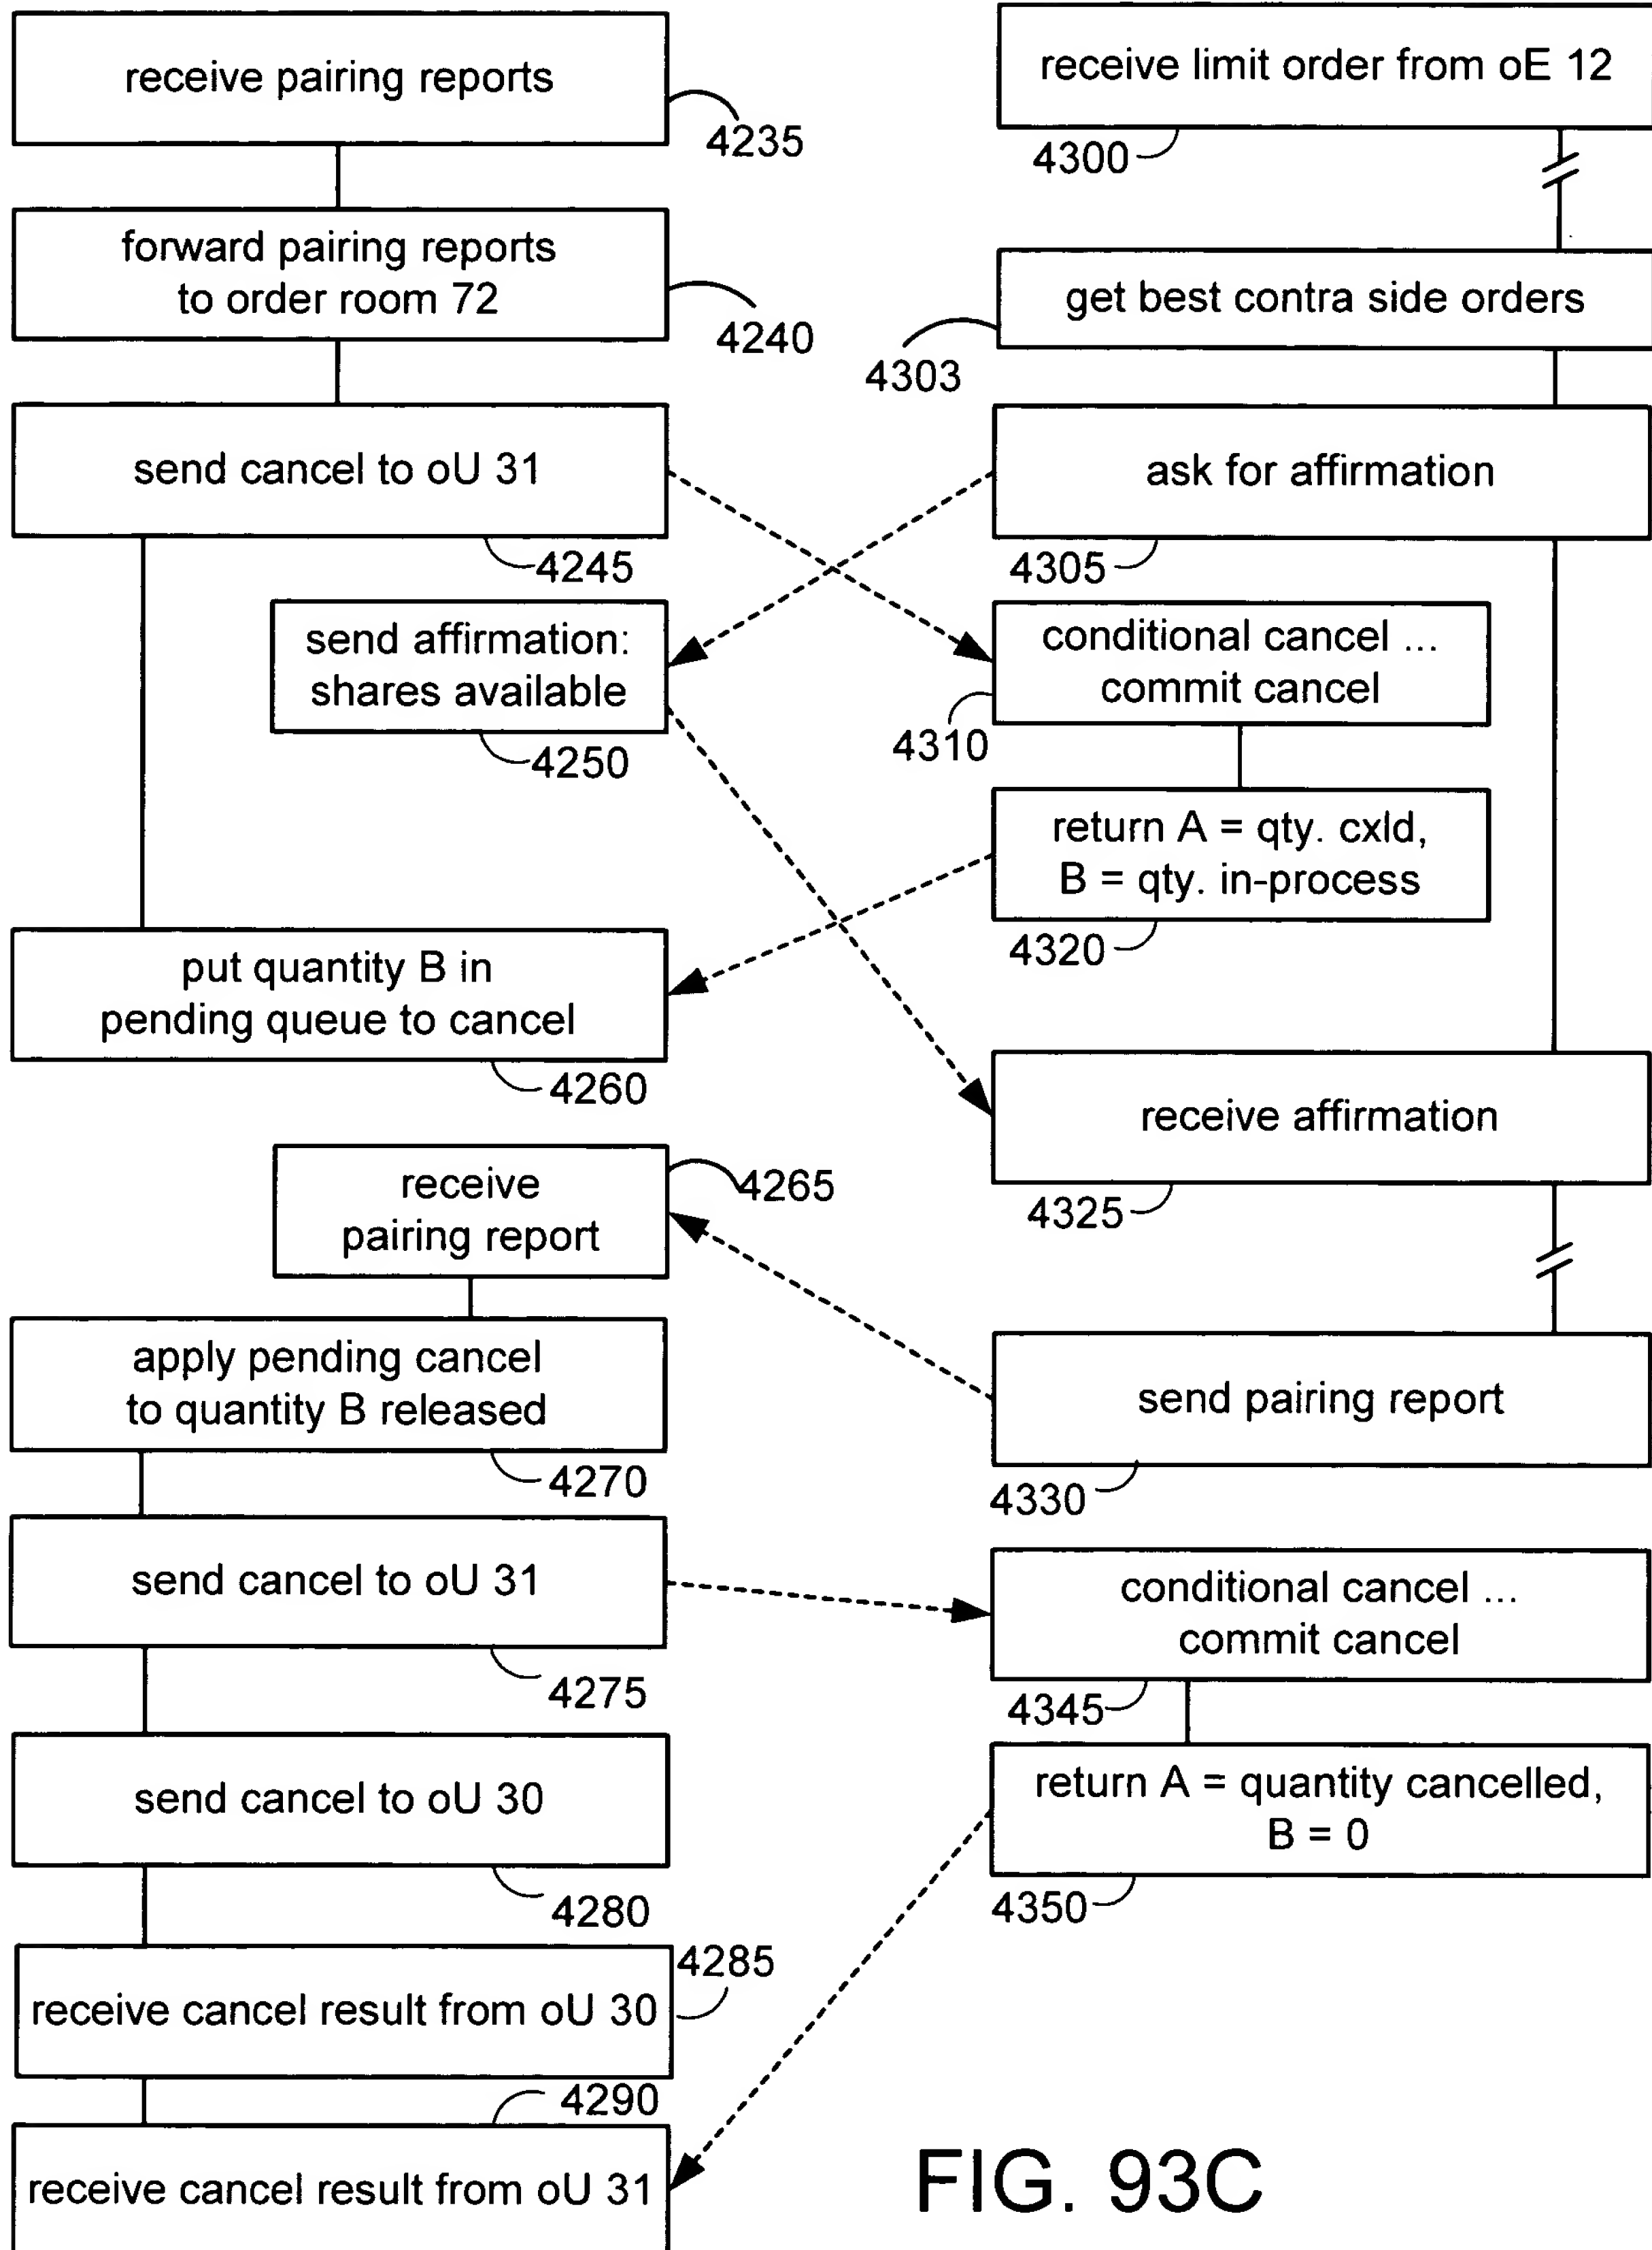 receive pairing reports
4235
receive limit order from oE 12
4300
forward pairing reports
to order room 72
4240
get best contra side orders
4303
send cancel to oU 31
4245
ask for affirmation
4305
send affirmation:
shares available
4250
conditional cancel ...
commit cancel
4310
return A = qty. cxld,
B = qty. in-process
4320
put quantity B in
pending queue to cancel
4260
receive affirmation
4325
receive
pairing report
4265
apply pending cancel
to quantity B released
4270
send pairing report
4330
send cancel to oU 31
4275
conditional cancel ...
commit cancel
4345
send cancel to oU 30
4280
return A = quantity cancelled,
B = 0
4350
receive cancel result from oU 30
4285
receive cancel result from oU 31
4290
FIG. 93C